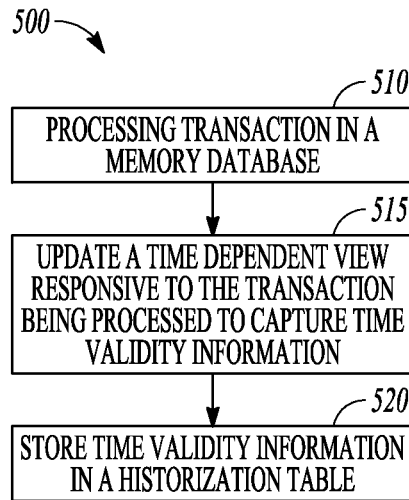 500
510
PROCESSING TRANSACTION IN A
MEMORY DATABASE
515
UPDATE A TIME DEPENDENT VIEW
RESPONSIVE TO THE TRANSACTION
BEING PROCESSED TO CAPTURE TIME
VALIDITY INFORMATION
520
STORE TIME VALIDITY INFORMATION
IN A HISTORIZATION TABLE